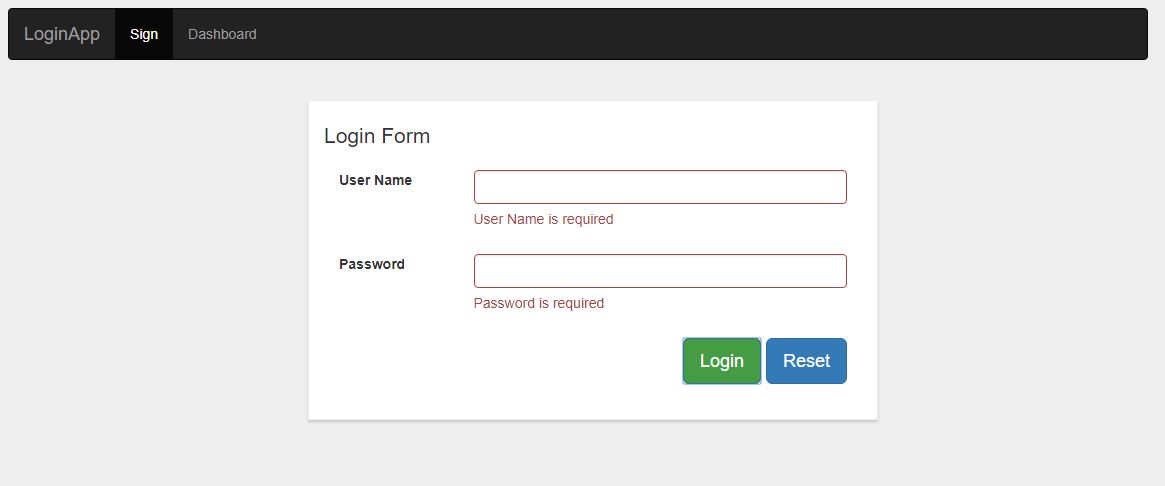 LoginApp Sign Dashboard
Login Form
User Name
User Name is required
Password
Password is required
Login Reset